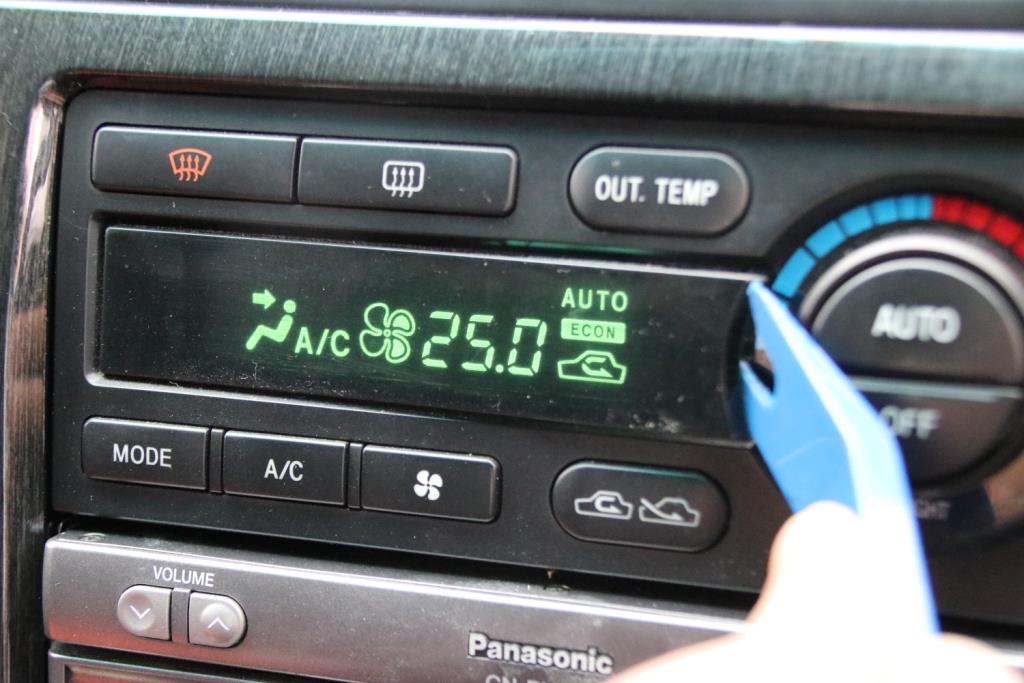 OUT. TEMP
AUTO
A/C 25.0
ECON
AUTO
OFF
MODE
A/C
VOLUME
Panasonic